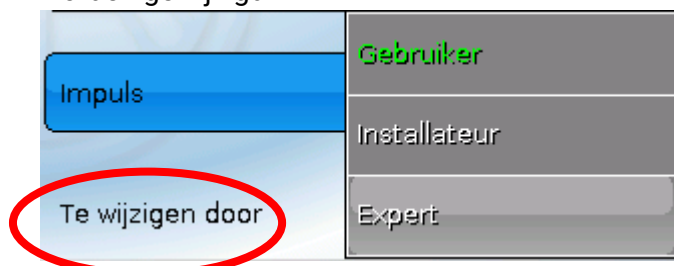 Gebruiker
Impuls
Installateur
Te wijzigen door
Expert